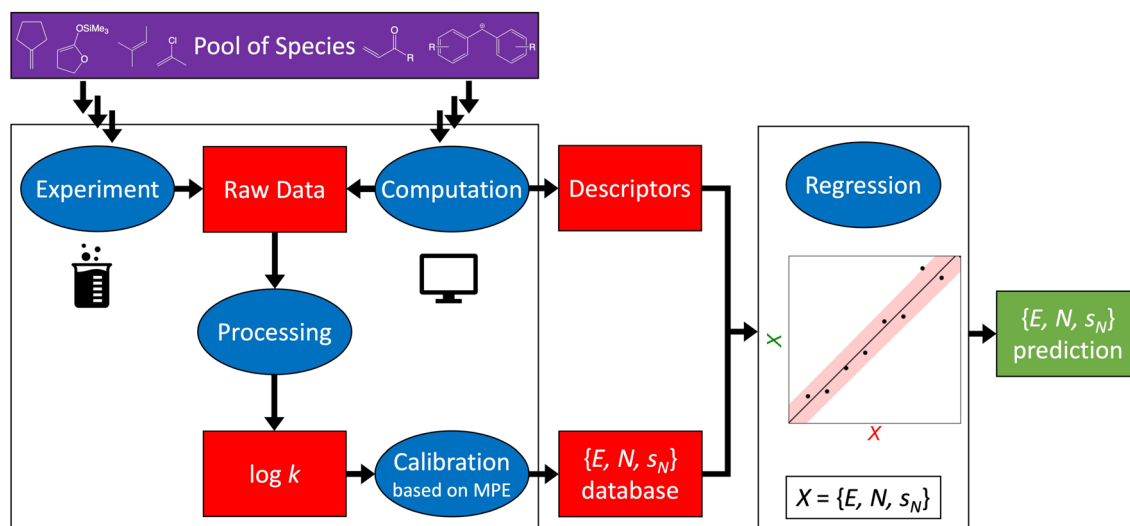 OSiMe3
O
Cl
Pool of Species
O
R
⊕
R
R
Experiment
Raw Data
Computation
Descriptors
Regression
Processing
X
X
{E, N, sN}
prediction
log k
Calibration
based on MPE
{E, N, sN}
database
X = {E, N, sN}